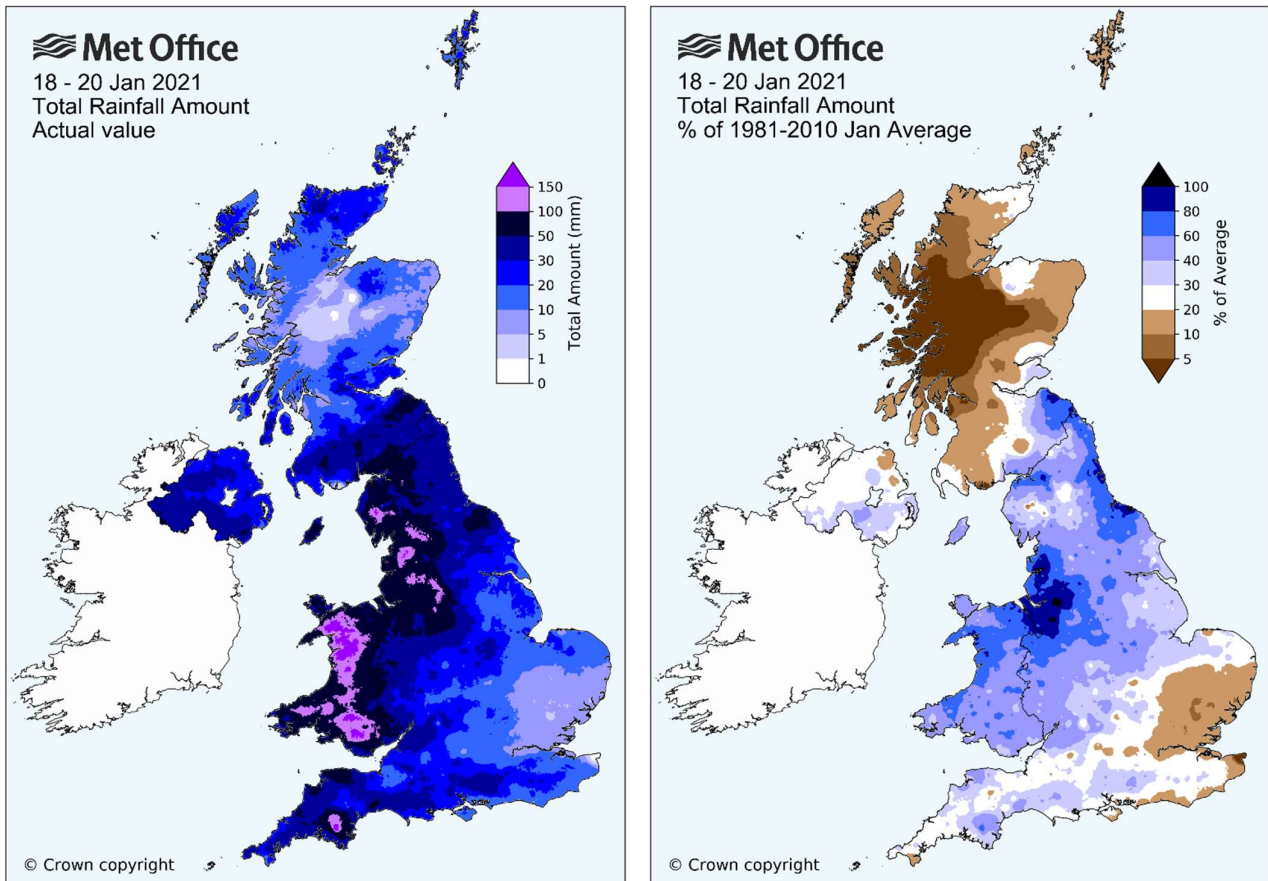 Met Office
18 - 20 Jan 2021
Total Rainfall Amount
Actual value
150
100
50
30
20
10
5
1
0
Total Amount (mm)
© Crown copyright
Met Office
18 - 20 Jan 2021
Total Rainfall Amount
% of 1981-2010 Jan Average
100
80
60
40
30
20
10
5
% of Average
© Crown copyright